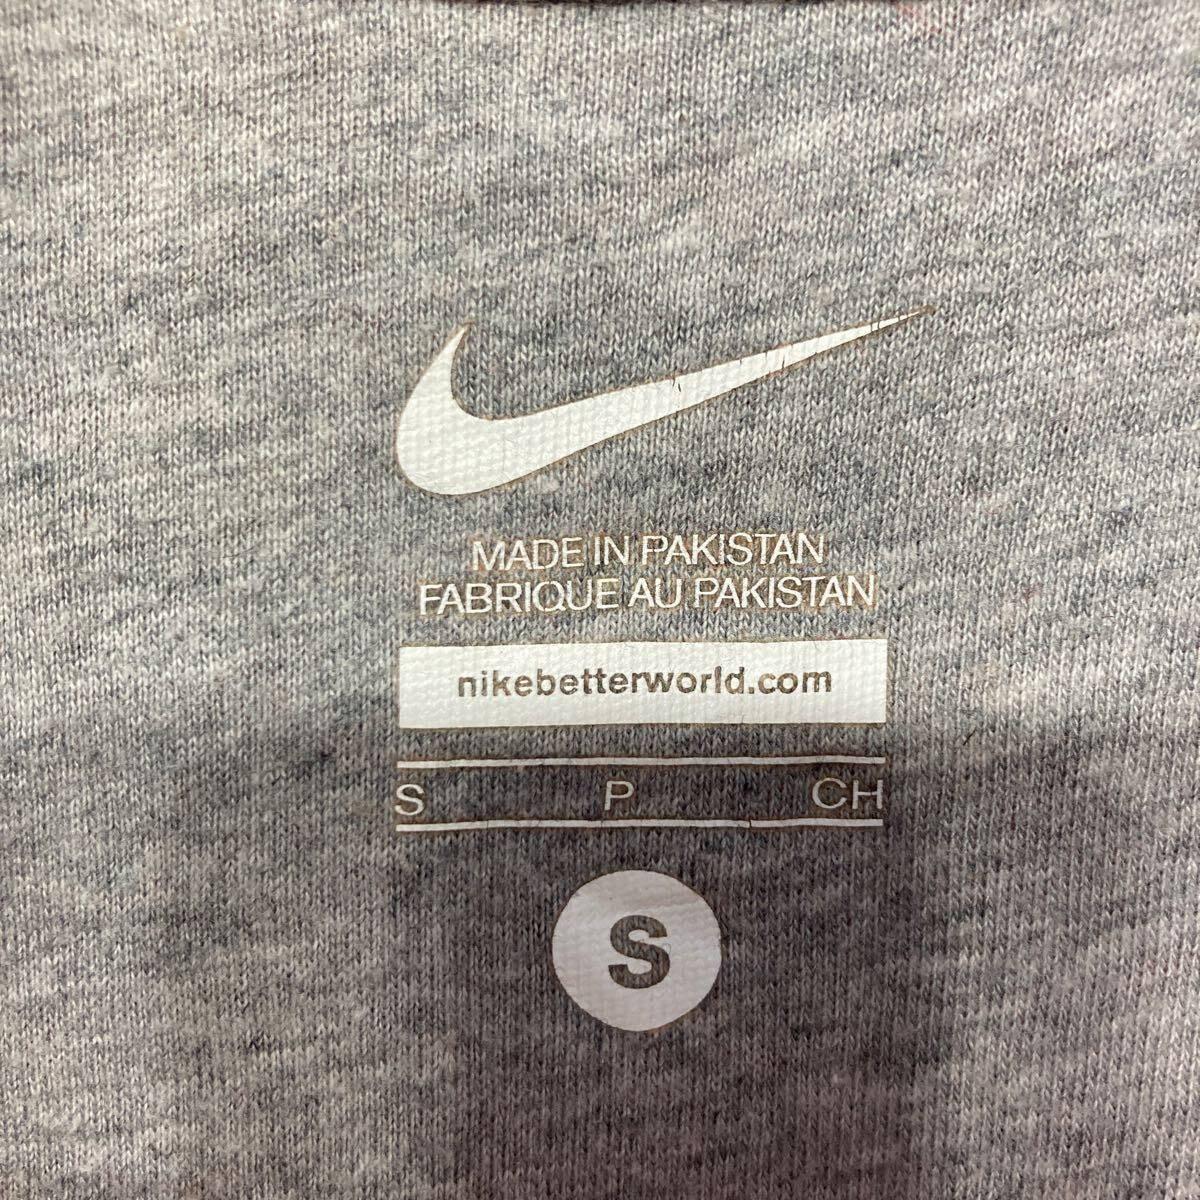 MADE IN PAKISTAN
FABRIQUE AU PAKISTAN
nikebetterworld.com
S P CH
S